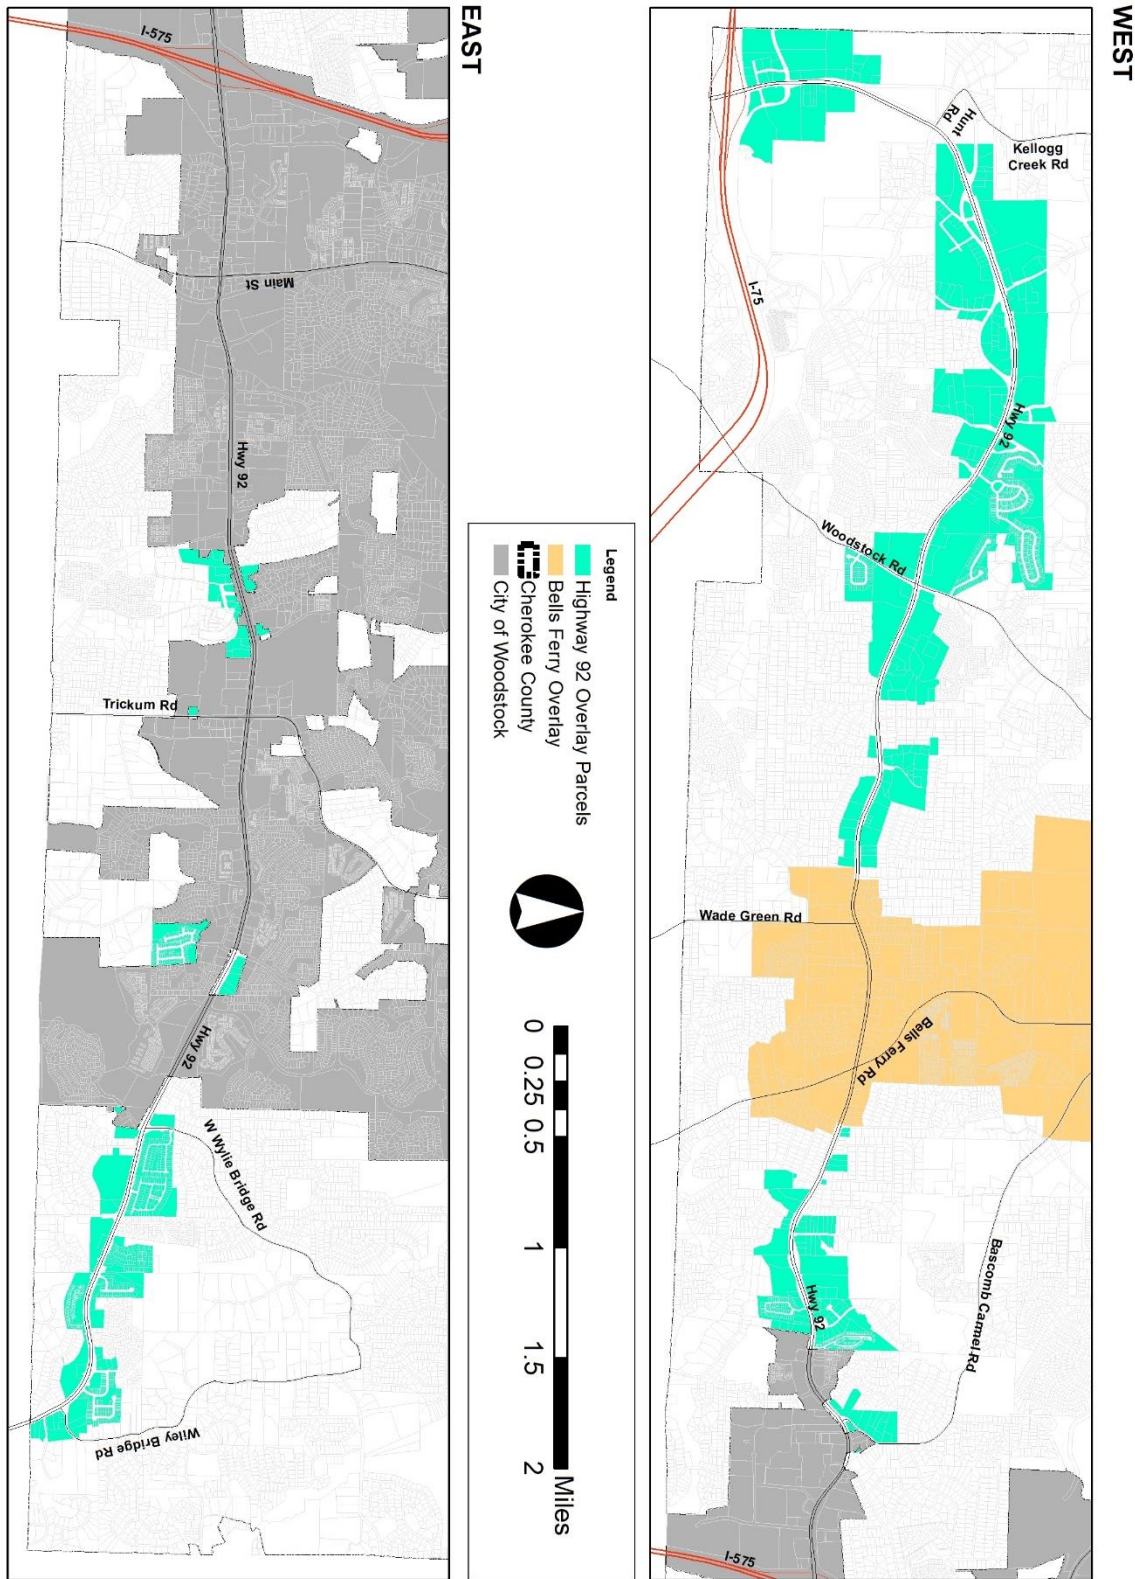 WEST
I-75
Hunt
Rd
Kellogg
Creek Rd
Hwy 92
Woodstock Rd
Wade Green Rd
Bells Ferry Rd
Bascomb Carmel Rd
Hwy 92
I-575
Legend
Highway 92 Overlay Parcels
Bells Ferry Overlay
Cherokee County
City of Woodstock
0 0.25 0.5 1 1.5 2
Miles
EAST
I-575
Main St
Hwy 92
Trickum Rd
Hwy 92
W Wylie Bridge Rd
Wiley Bridge Rd